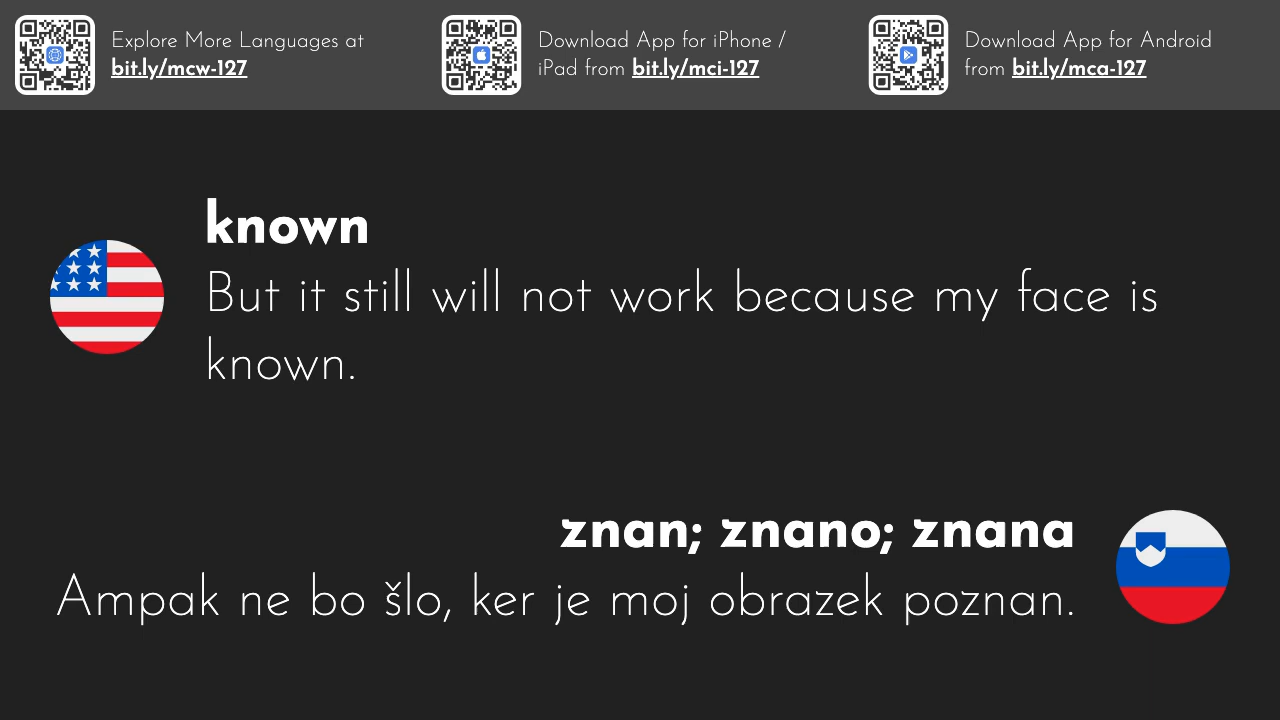 Explore More Languages at
bit.ly/mcw-127
Download App for iPhone /
iPad from bit.ly/mci-127
Download App for Android
from bit.ly/mca-127
known
But it still will not work because my face is
known.
znan; znano; znana
Ampak ne bo šlo, ker je moj obrazek poznan.